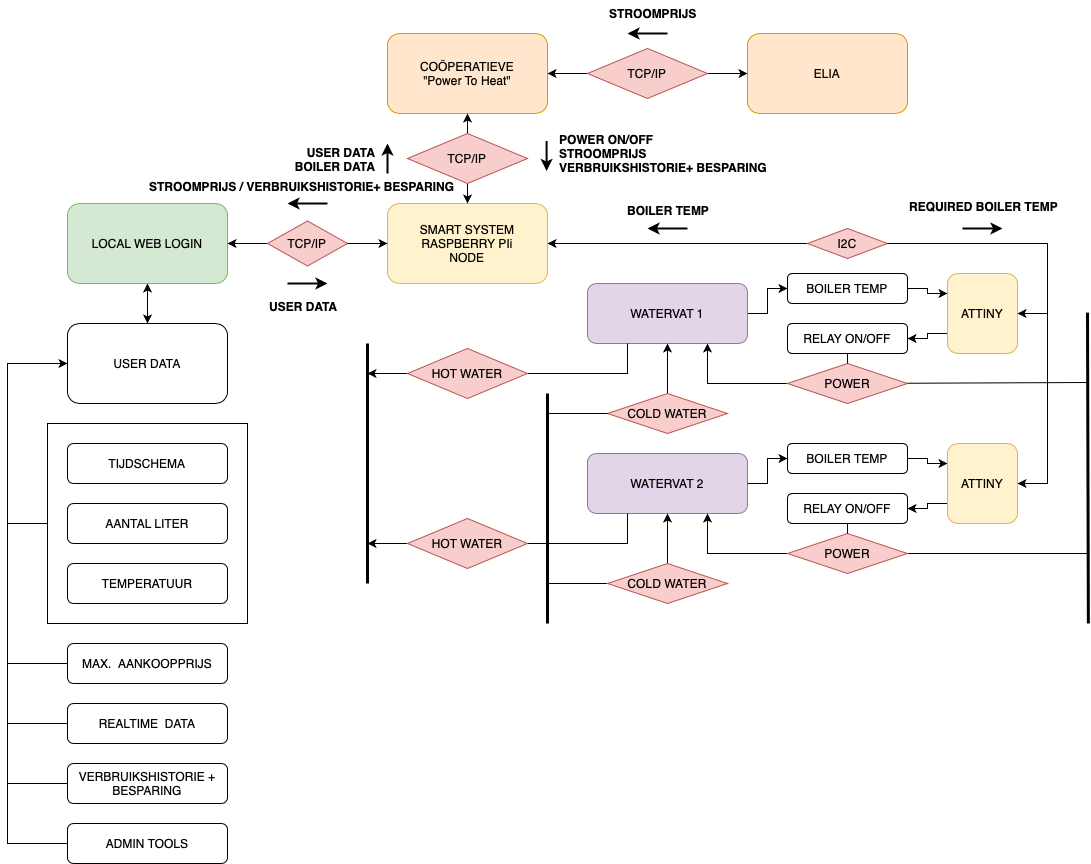 STROOMPRIJS
COÖPERATIEVE
"Power To Heat"
TCP/IP
ELIA
USER DATA
BOILER DATA
TCP/IP
POWER ON/OFF
STROOMPRIJS
VERBRUIKSHISTORIE+ BESPARING
STROOMPRIJS / VERBRUIKSHISTORIE+ BESPARING
LOCAL WEB LOGIN
TCP/IP
USER DATA
SMART SYSTEM
RASPBERRY PIi
NODE
BOILER TEMP
REQUIRED BOILER TEMP
I2C
WATERVAT 1
BOILER TEMP
RELAY ON/OFF
ATTINY
POWER
HOT WATER
COLD WATER
WATERVAT 2
BOILER TEMP
RELAY ON/OFF
ATTINY
POWER
HOT WATER
COLD WATER
USER DATA
TIJDSCHEMA
AANTAL LITER
TEMPERATUUR
MAX. AANKOOPPRIJS
REALTIME DATA
VERBRUIKSHISTORIE +
BESPARING
ADMIN TOOLS